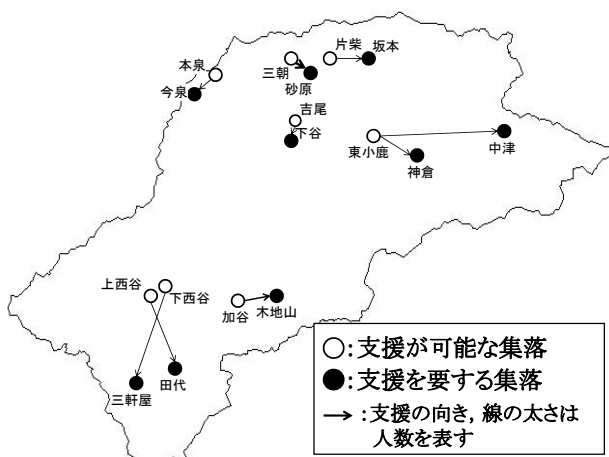 片柴
坂本
本泉
三朝
今泉
砂原
吉尾
下谷
東小鹿
中津
神倉
上西谷
下西谷
加谷
木地山
三軒屋
田代
○:支援が可能な集落
●:支援を要する集落
→:支援の向き,線の太さは
人数を表す